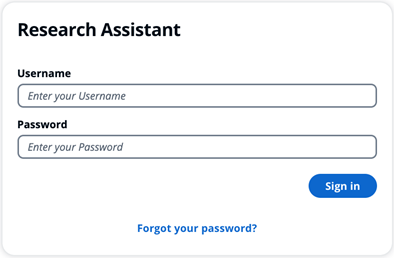 Research Assistant
Username
Enter your Username
Password
Enter your Password
Sign in
Forgot your password?